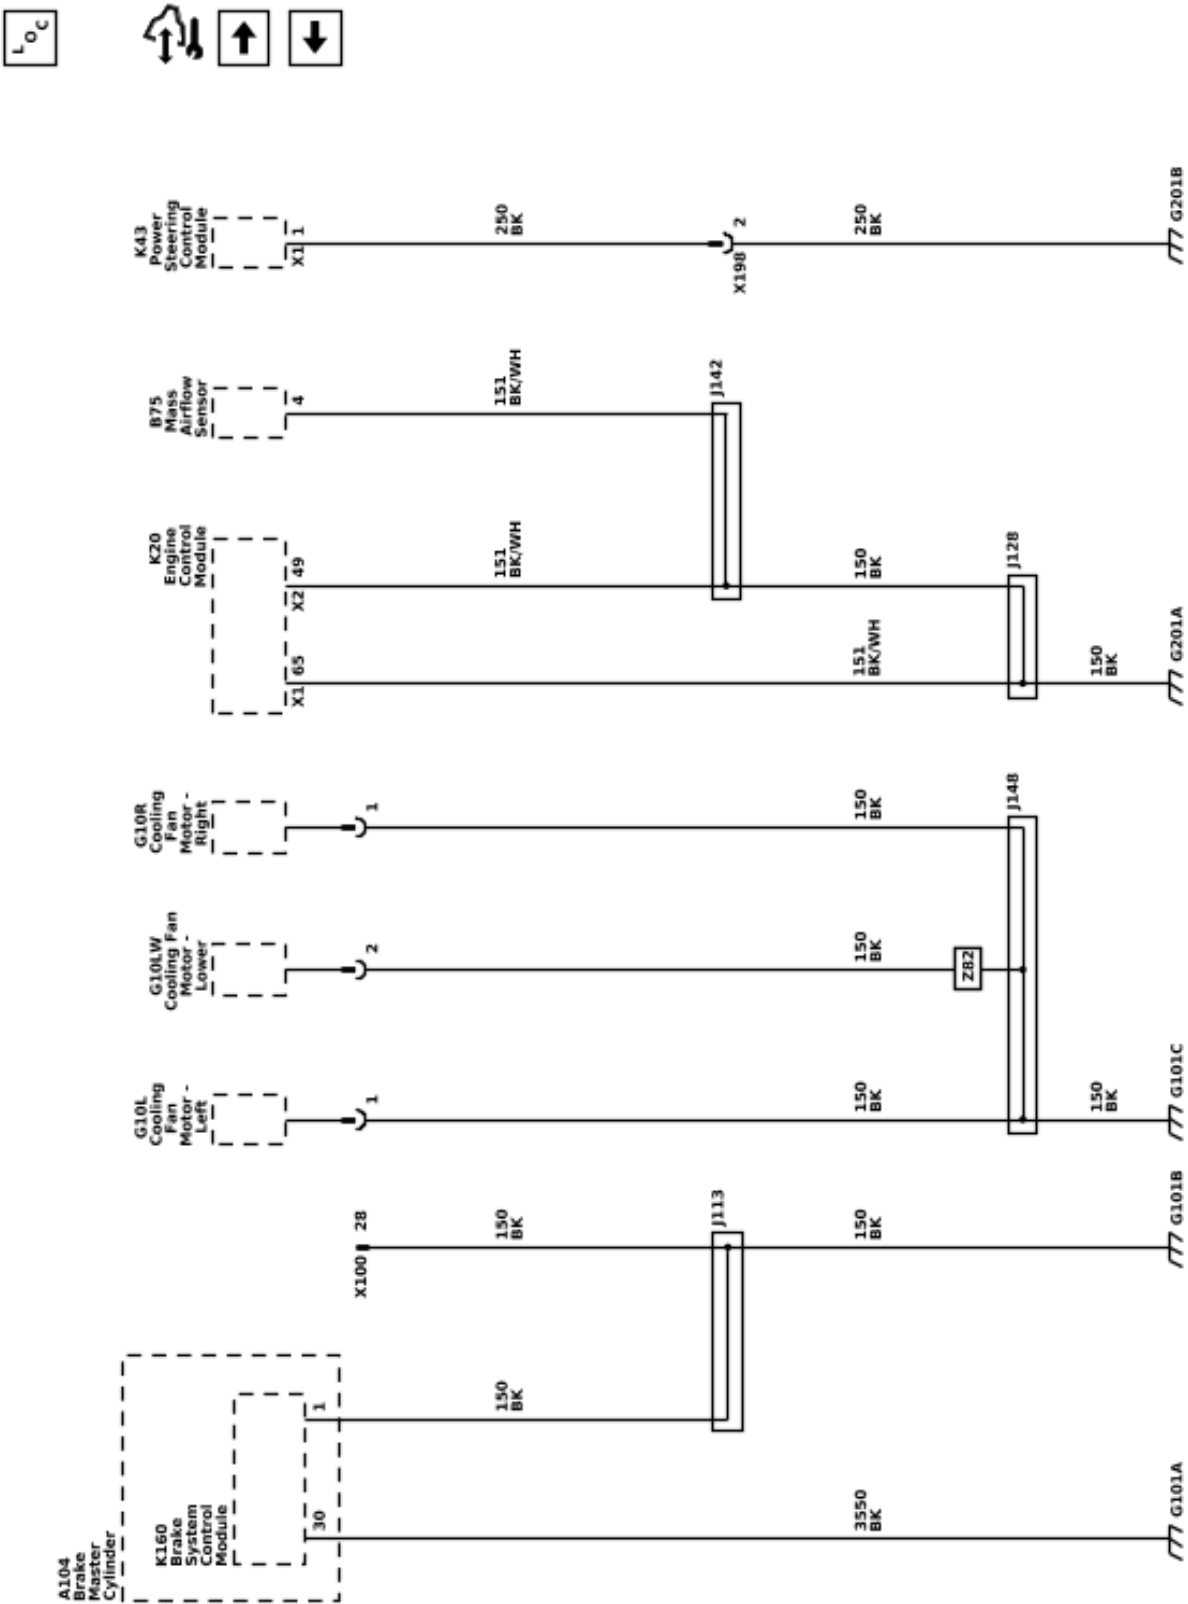 L
O
C
A104
Brake
Master
Cylinder
K160
Brake
System
Control
Module
30
1
X100
28
G10L
Cooling
Fan
Motor -
Left
1
G10LW
Cooling Fan
Motor -
Lower
2
G10R
Cooling
Fan
Motor -
Right
1
K20
Engine
Control
Module
X1 65
X2 49
B75
Mass
Airflow
Sensor
4
K43
Power
Steering
Control
Module
X1 1
150
BK
150
BK
151
BK/WH
151
BK/WH
250
BK
J113
J142
X198
2
3550
BK
150
BK
150
BK
150
BK
150
BK
151
BK/WH
150
BK
250
BK
Z82
J148
J128
150
BK
150
BK
G101A
G101B
G101C
G201A
G201B